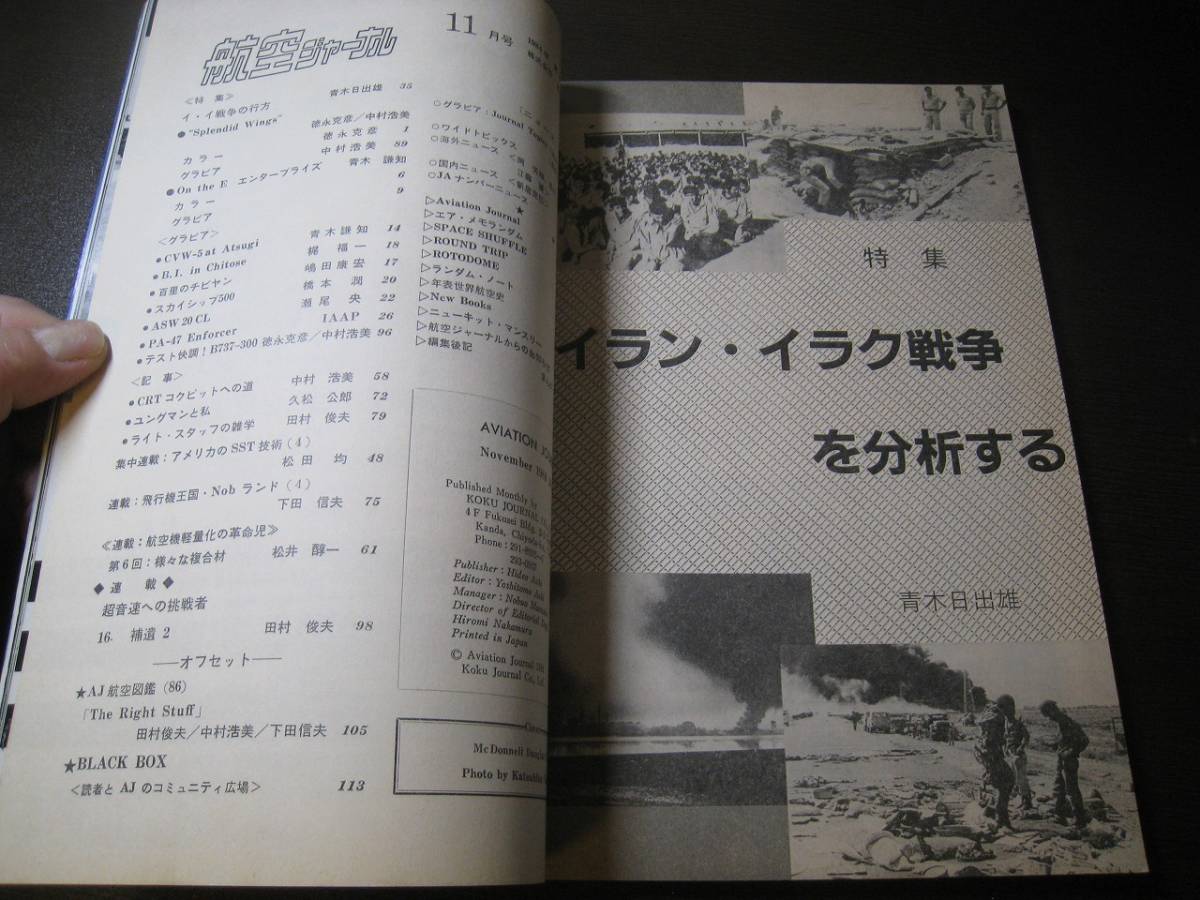 航空ジャーナル
11 月号
<特 集>
イ・イ戦争の行方 青木日出雄 35
●"Splendid Wings" 徳永克彦/中村浩美
カラー 徳永克彦 1
グラビア 中村浩美 89
●On the E エンタープライズ 青木 謙知
カラー 6
グラビア 9
<グラビア>
●CVW-5 at Atsugi 青木謙知 14
●B.I. in Chitose 梶 福一 18
●百里のチビヤン 嶋田康宏 17
●スカイシップ500 橋本 潤 20
●ASW 20 CL 瀬尾 央 22
●PA-47 Enforcer IAAP 26
●テスト快調!B737-300 徳永克彦/中村浩美 96
<記 事>
●CRTコクピットへの道 中村 浩美 58
●ユングマンと私 久松 公郎 72
●ライト・スタッフの雑学 田村 俊夫 79
集中連載:アメリカのSST技術(4)
松田 均 48
連載:飛行機王国・Nob ランド(4)
下田 信夫 75
≪連載:航空機軽量化の革命児≫
第6回:様々な複合材 松井 醇一 61
◆ 連 載 ◆
超音速への挑戦者
16. 補遺 2 田村 俊夫 98
──オフセット──
★AJ航空図鑑(86)
「The Right Stuff」
田村俊夫/中村浩美/下田信夫 105
★BLACK BOX
<読者と AJ のコミュニティ広場> 113
○グラビア:Journal
○ワイドトピックス
○海外ニュース
○国内ニュース
○JAナンバーニュース
★
▷Aviation Journal
▷エア・メモランダム
▷SPACE SHUFFLE
▷ROUND TRIP
▷ROTODOME
▷ランダム・ノート
▷年表世界航空史
▷New Books
▷ニューキット・マンスリー
▷航空ジャーナルからの
▷編集後記
AVIATION JO
November
Published Monthly by
KOKU JOURNAL
4F Fukusei Bldg.
Kanda, Chiyoda
Phone: 291-
293-
Publisher: Hideo
Editor: Yoshitomo
Manager: Nobuo
Director of Editorial
Hiromi Nakamura
Printed in Japan
© Aviation Journal
Koku Journal Co., Ltd.
McDonnell Douglas
Photo by Katsuhiko
特 集
イラン・イラク戦争
を分析する
青木日出雄